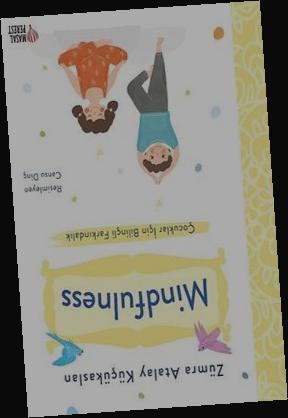 Zümra Atalay Küçükaslan
Mindfulness
Çocuklar İçin Bilinçli Farkındalık
Resimleyen
Cansu Dinç
MASAL
PEREST